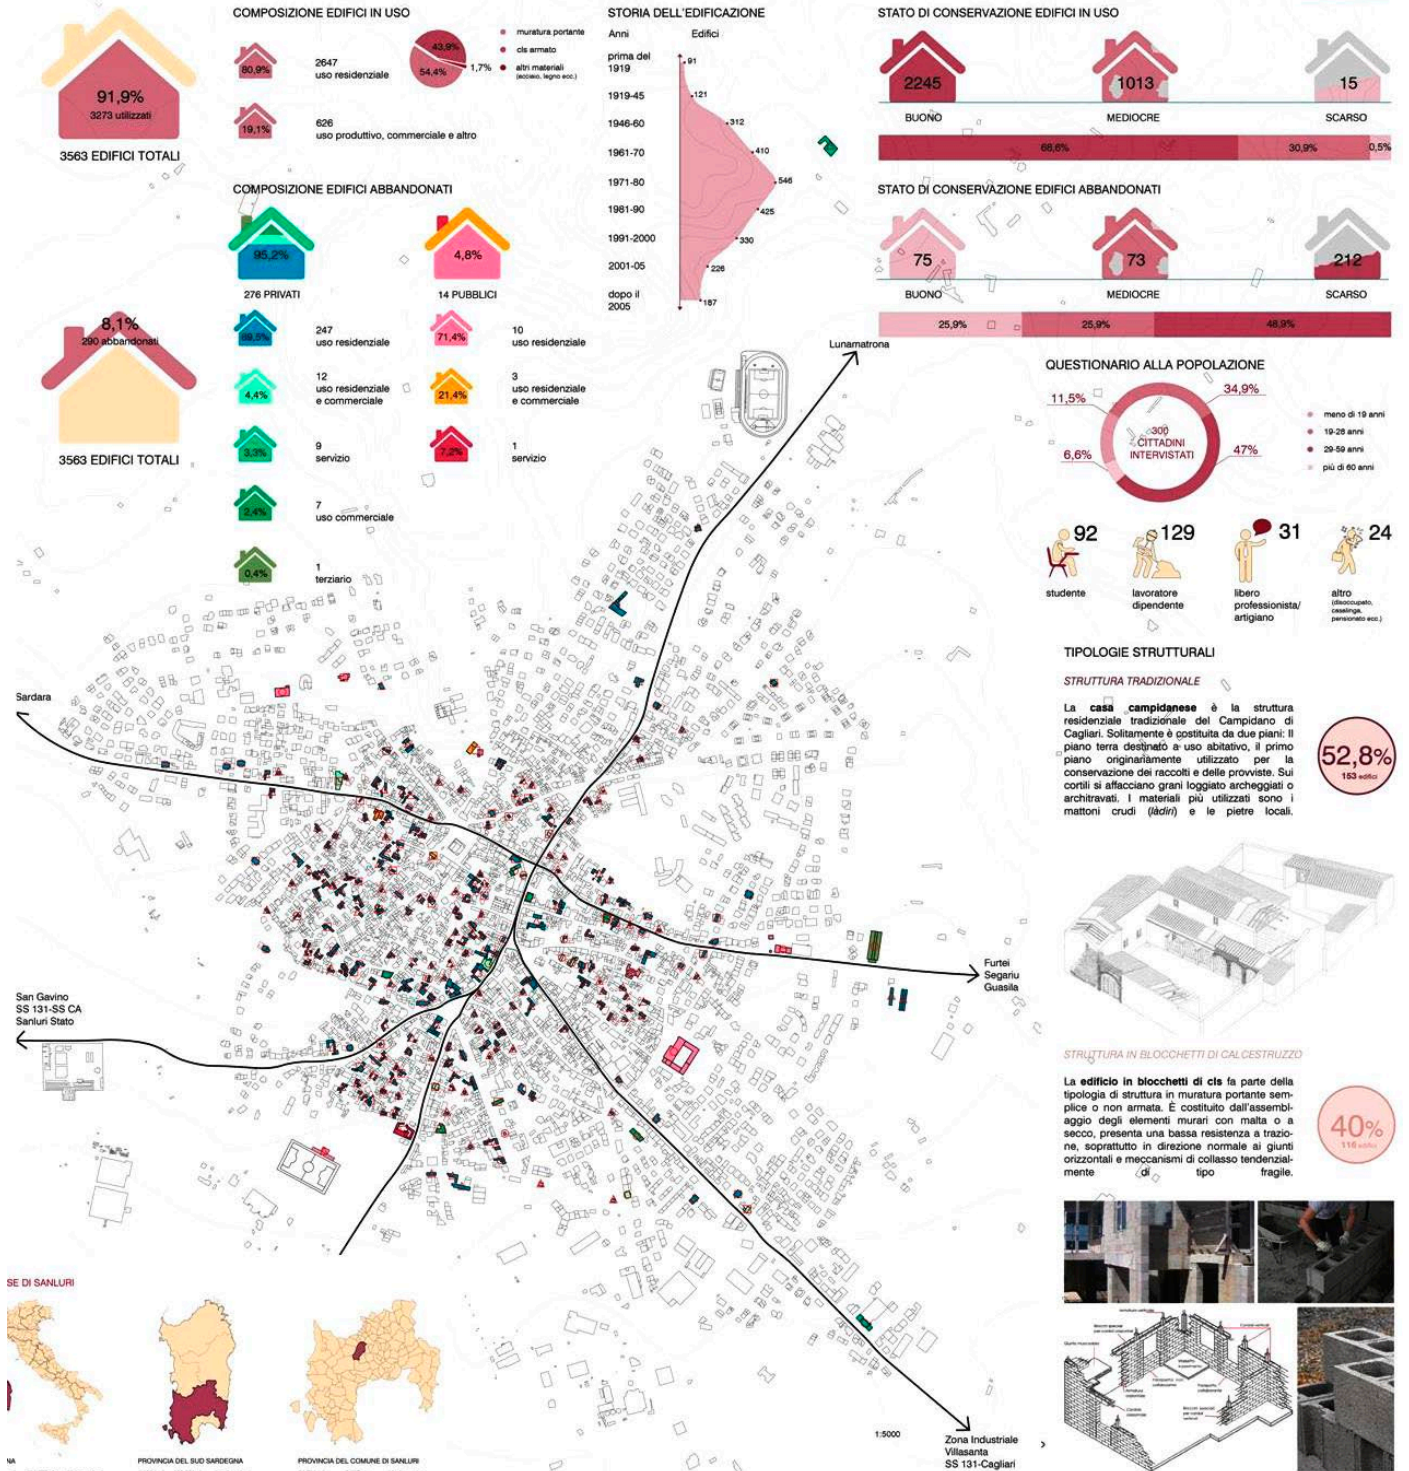 COMPOSIZIONE EDIFICI IN USO
91,9%
3273 utilizzati
3563 EDIFICI TOTALI
80,9%
2647
uso residenziale
19,1%
626
uso produttivo, commerciale e altro
43,9%
54,4%
1,7%
muratura portante
cls armato
altri materiali
(acciaio, legno ecc.)
STORIA DELL'EDIFICAZIONE
Anni
Edifici
prima del
1919
91
1919-45
121
1946-60
312
1961-70
410
1971-80
546
1981-90
425
1991-2000
330
2001-05
226
dopo il
2005
187
STATO DI CONSERVAZIONE EDIFICI IN USO
2245
1013
15
BUONO
MEDIOCRE
SCARSO
68,6%
30,9%
0,5%
COMPOSIZIONE EDIFICI ABBANDONATI
8,1%
290 abbandonati
3563 EDIFICI TOTALI
95,2%
276 PRIVATI
4,8%
14 PUBBLICI
89,5%
247
uso residenziale
4,4%
12
uso residenziale
e commerciale
3,3%
9
servizio
2,4%
7
uso commerciale
0,4%
1
terziario
71,4%
10
uso residenziale
21,4%
3
uso residenziale
e commerciale
7,2%
1
servizio
STATO DI CONSERVAZIONE EDIFICI ABBANDONATI
75
73
212
BUONO
MEDIOCRE
SCARSO
25,9%
25,9%
48,9%
QUESTIONARIO ALLA POPOLAZIONE
11,5%
34,9%
6,6%
47%
300
CITTADINI
INTERVISTATI
meno di 19 anni
19-28 anni
29-59 anni
più di 60 anni
92
studente
129
lavoratore
dipendente
31
libero
professionista/
artigiano
24
altro
(disoccupato,
casalinga,
pensionato ecc.)
TIPOLOGIE STRUTTURALI
STRUTTURA TRADIZIONALE
La casa campidanese è la struttura
residenziale tradizionale del Campidano di
Cagliari. Solitamente è costituita da due piani: Il
piano terra destinato a uso abitativo, il primo
piano originariamente utilizzato per la
conservazione dei raccolti e delle provviste. Sui
cortili si affacciano grani loggiato archeggiati o
architravati. I materiali più utilizzati sono i
mattoni crudi (làdiri) e le pietre locali.
52,8%
153 edifici
STRUTTURA IN BLOCCHETTI DI CALCESTRUZZO
La edificio in blocchetti di cls fa parte della
tipologia di struttura in muratura portante sem-
plice o non armata. È costituito dall'assembl-
aggio degli elementi murari con malta o a
secco, presenta una bassa resistenza a trazio-
ne, soprattutto in direzione normale ai giunti
orizzontali e meccanismi di collasso tendenzial-
mente di tipo fragile.
40%
116 edifici
Lunamatrona
Sardara
San Gavino
SS 131-SS CA
Sanluri Stato
Furtei
Segariu
Guasila
Zona Industriale
Villasanta
SS 131-Cagliari
1:5000
SE DI SANLURI
NA
PROVINCIA DEL SUD SARDEGNA
PROVINCIA DEL COMUNE DI SANLURI